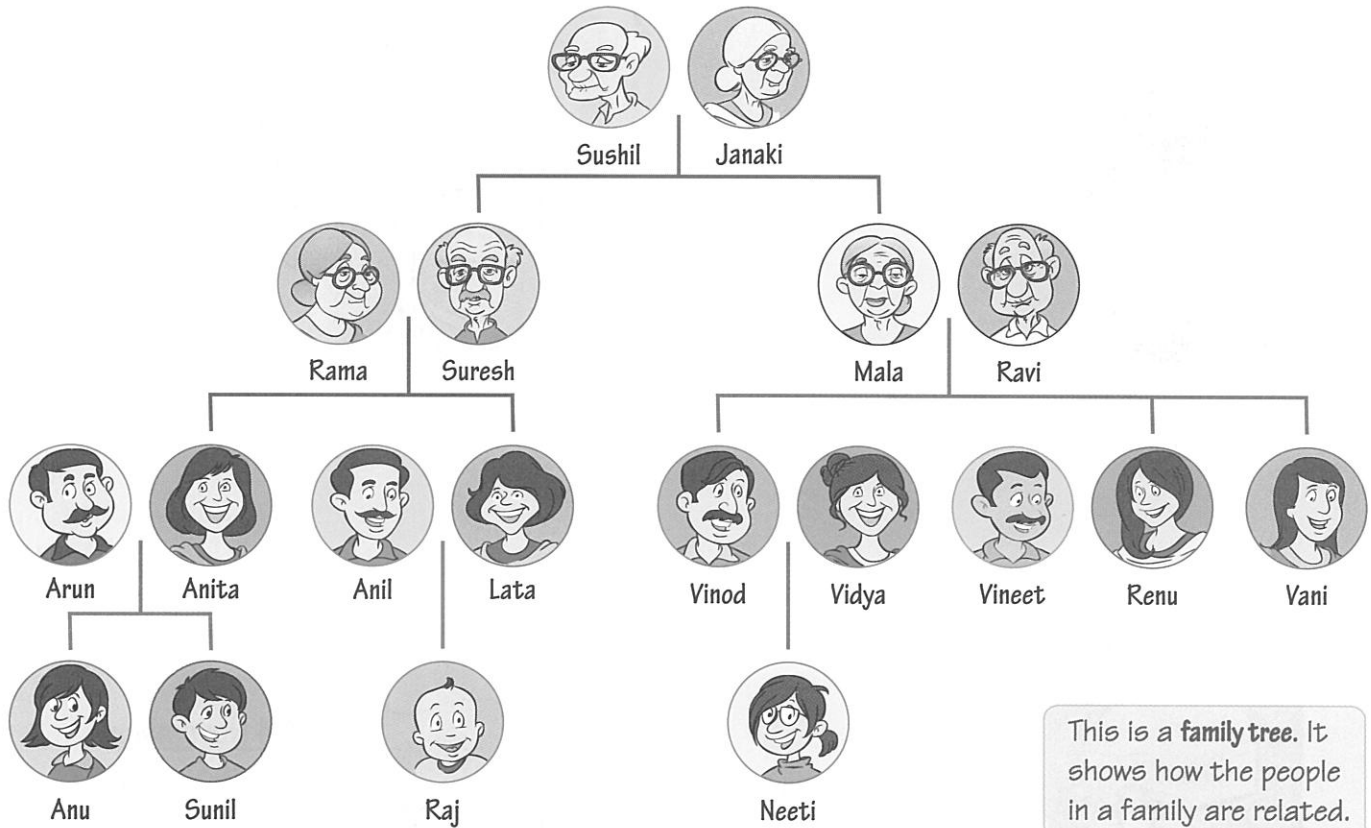 Sushil Janaki
Rama Suresh Mala Ravi
Arun Anita Anil Lata Vinod Vidya Vineet Renu Vani
Anu Sunil Raj Neeti
This is a family tree. It
shows how the people
in a family are related.